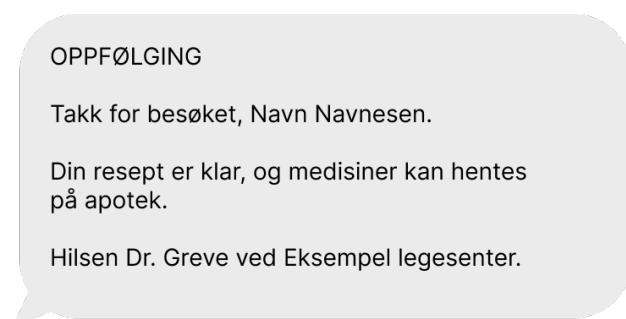 OPPFØLGING
Takk for besøket, Navn Navnesen.
Din resept er klar, og medisiner kan hentes
på apotek.
Hilsen Dr. Greve ved Eksempel legesenter.